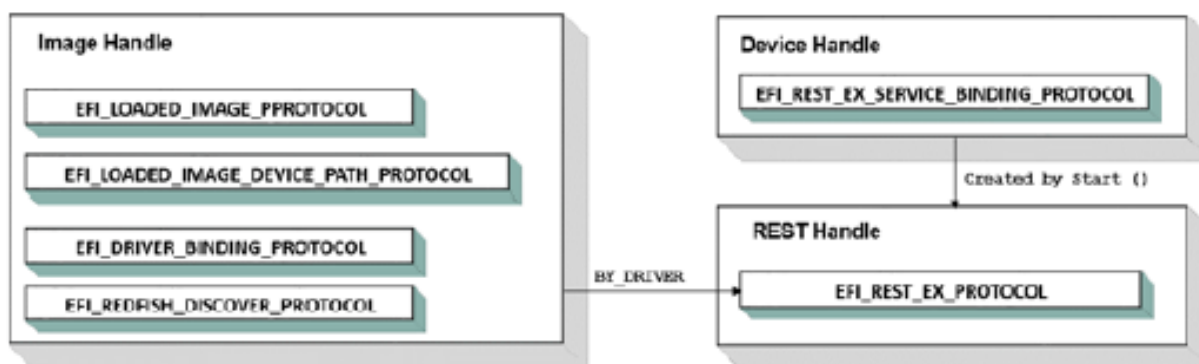 Image Handle
EFI_LOADED_IMAGE_PPROTOCOL
EFI_LOADED_IMAGE_DEVICE_PATH_PROTOCOL
EFI_DRIVER_BINDING_PROTOCOL
EFI_REDFISH_DISCOVER_PROTOCOL
BY_DRIVER
Device Handle
EFI_REST_EX_SERVICE_BINDING_PROTOCOL
Created by Start ()
REST Handle
EFI_REST_EX_PROTOCOL